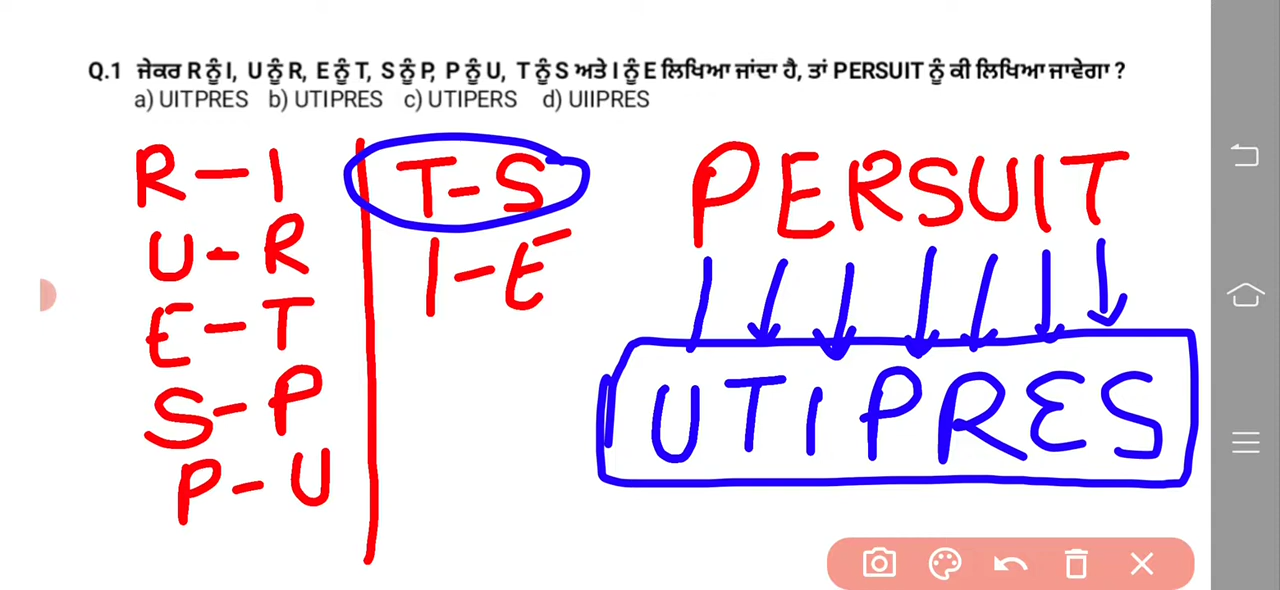 Q.1 ਜੇਕਰ R ਨੂੰ I, U ਨੂੰ R, E ਨੂੰ T, S ਨੂੰ P, P ਨੂੰ U, T ਨੂੰ S ਅਤੇ I ਨੂੰ E ਲਿਖਿਆ ਜਾਂਦਾ ਹੈ, ਤਾਂ PERSUIT ਨੂੰ ਕੀ ਲਿਖਿਆ ਜਾਵੇਗਾ ?
a) UITPRES b) UTIPRES c) UTIPERS d) UIIPRES
R - I
U - R
E - T
S - P
P - U
T - S
I - E
PERSUIT
UTIPRES